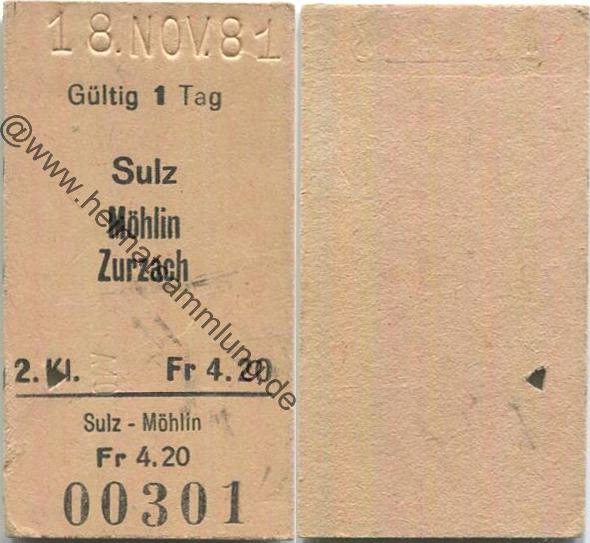 18.NOV.81
Gültig 1 Tag
Sulz
Möhlin
Zurzach
2. Kl. Fr 4.20
Sulz - Möhlin
Fr 4.20
00301
@www.heimatsammlung.de